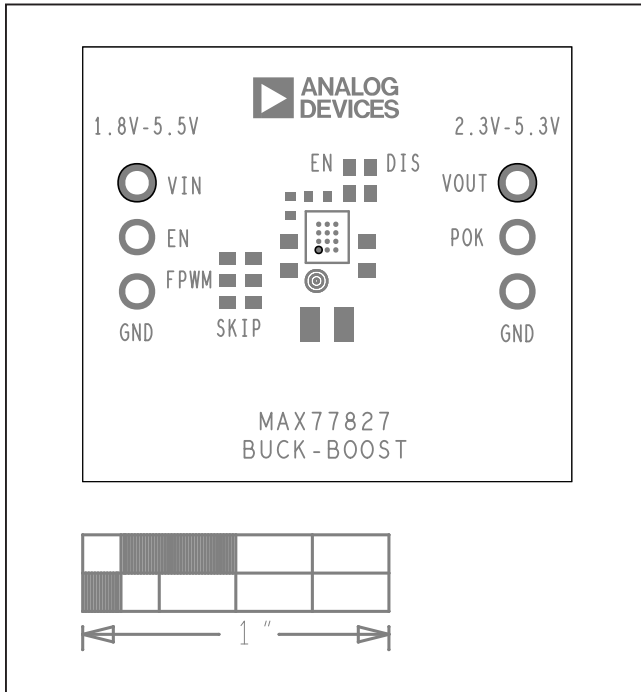 ANALOG
DEVICES
1.8V-5.5V
2.3V-5.3V
EN
DIS
VIN
VOUT
EN
POK
FPWM
SKIP
GND
GND
MAX77827
BUCK-BOOST
1"